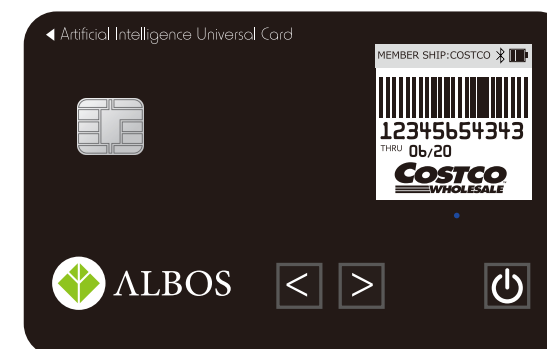 Artificial Intelligence Universal Card
MEMBER SHIP:COSTCO
12345654343
THRU 06/20
COSTCO
WHOLESALE
ALBOS
< >